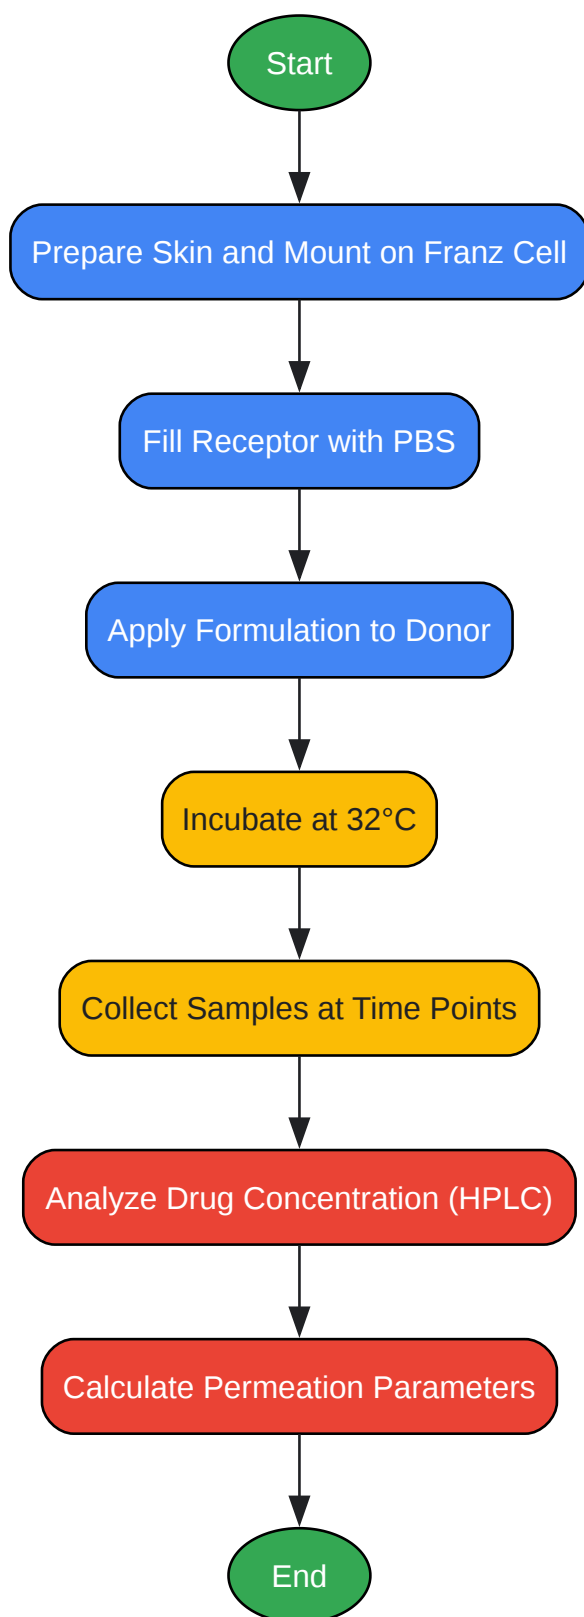 Start
Prepare Skin and Mount on Franz Cell
Fill Receptor with PBS
Apply Formulation to Donor
Incubate at 32°C
Collect Samples at Time Points
Analyze Drug Concentration (HPLC)
Calculate Permeation Parameters
End